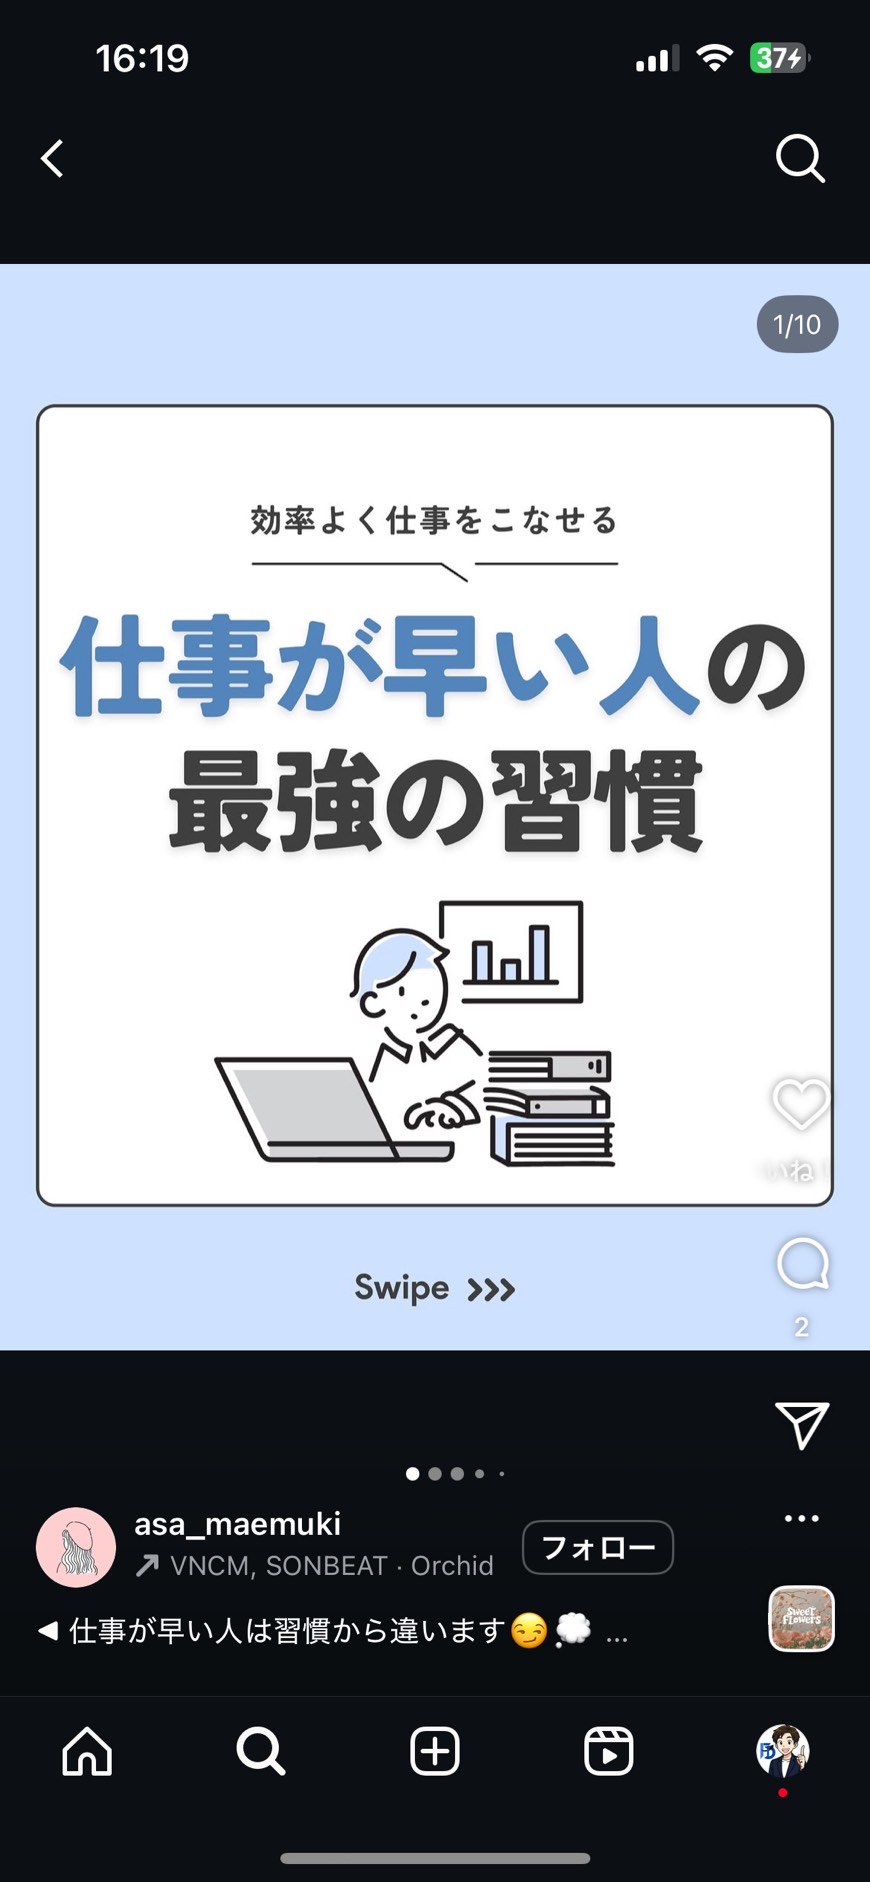 16:19
37
1/10
効率よく仕事をこなせる
仕事が早い人の
最強の習慣
Swipe >>>
いね！
2
asa_maemuki
VNCM, SONBEAT · Orchid
フォロー
仕事が早い人は習慣から違います😏💭 ...
Sweet
Flowers